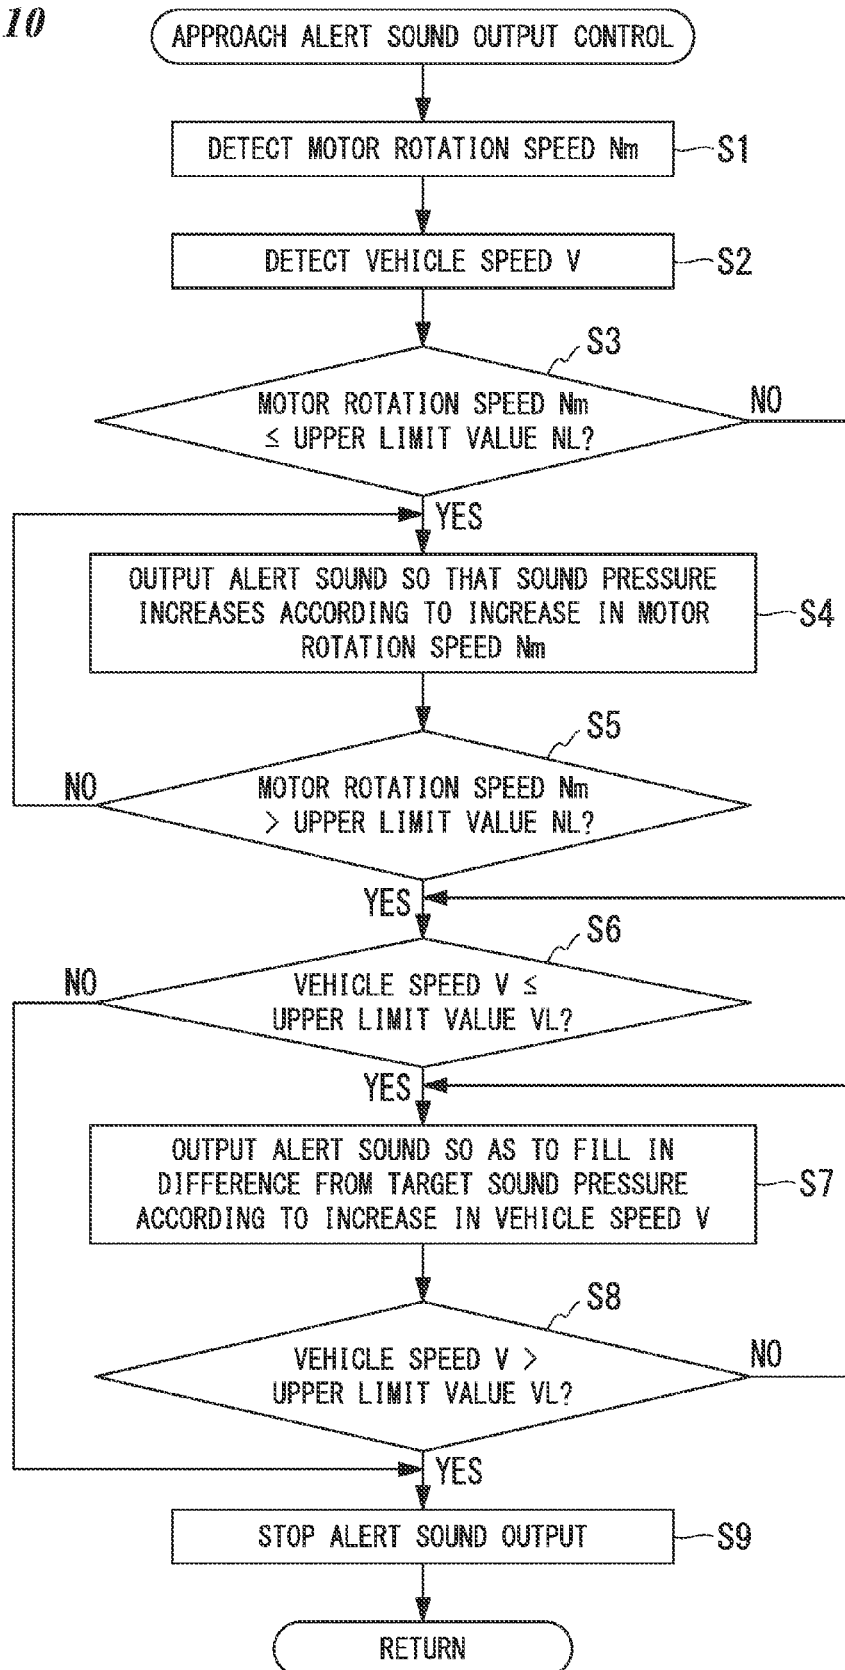 10
APPROACH ALERT SOUND OUTPUT CONTROL
DETECT MOTOR ROTATION SPEED Nm
S1
DETECT VEHICLE SPEED V
S2
S3
MOTOR ROTATION SPEED Nm
≤ UPPER LIMIT VALUE NL?
NO
YES
OUTPUT ALERT SOUND SO THAT SOUND PRESSURE
INCREASES ACCORDING TO INCREASE IN MOTOR
ROTATION SPEED Nm
S4
S5
NO
MOTOR ROTATION SPEED Nm
> UPPER LIMIT VALUE NL?
YES
S6
NO
VEHICLE SPEED V ≤
UPPER LIMIT VALUE VL?
YES
OUTPUT ALERT SOUND SO AS TO FILL IN
DIFFERENCE FROM TARGET SOUND PRESSURE
ACCORDING TO INCREASE IN VEHICLE SPEED V
S7
S8
VEHICLE SPEED V >
UPPER LIMIT VALUE VL?
NO
YES
STOP ALERT SOUND OUTPUT
S9
RETURN